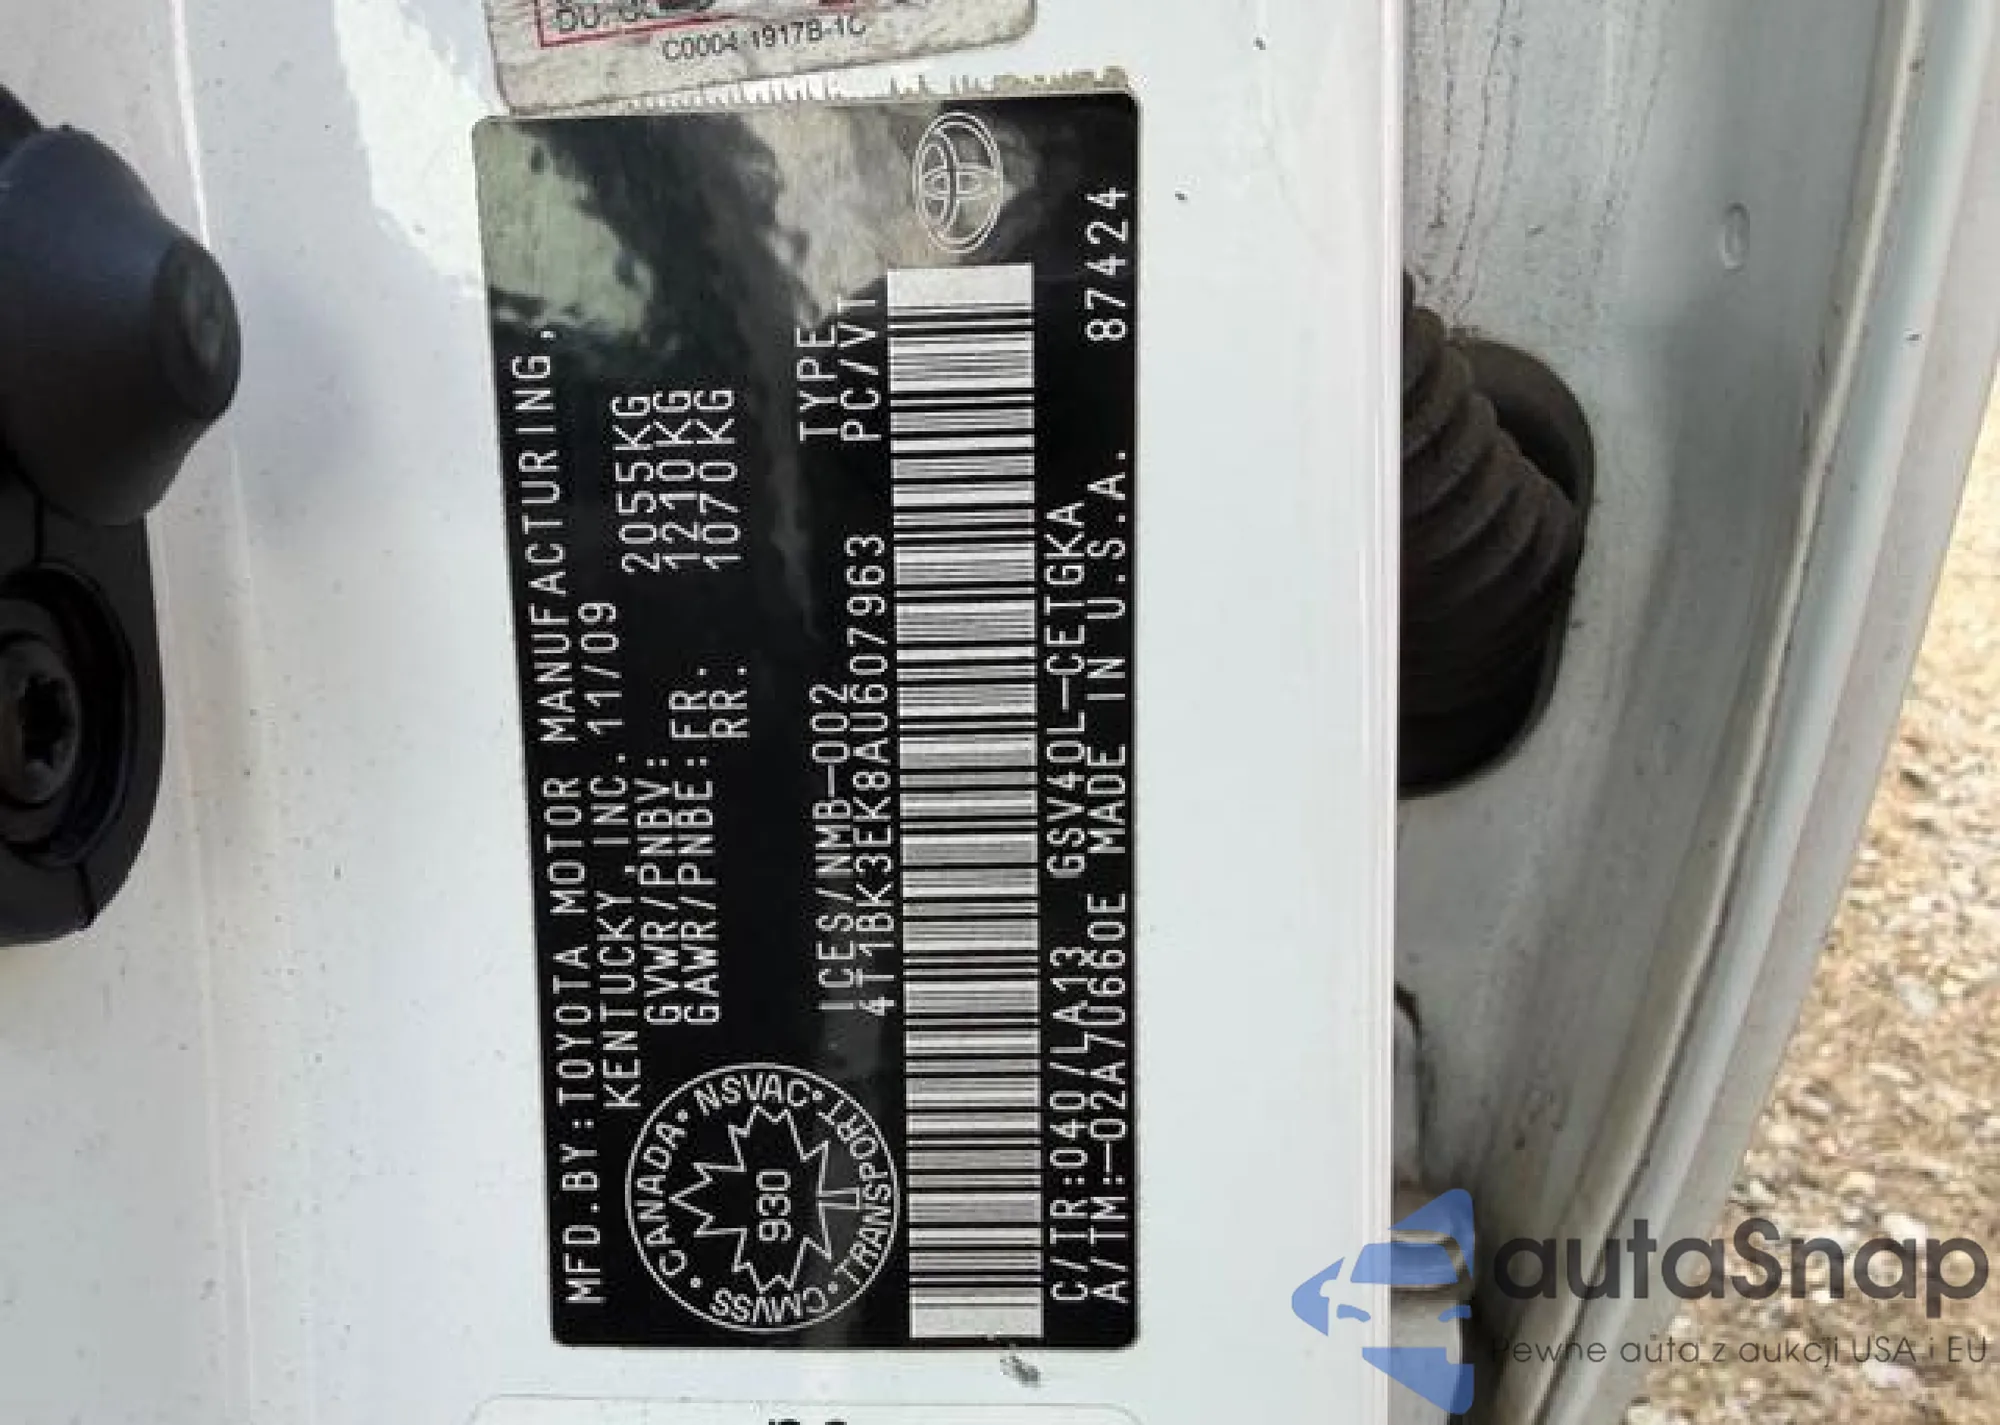 C0004-19178-1C
MFD.BY:TOYOTA MOTOR MANUFACTURING,
KENTUCKY,INC. 11/09
GVWR/PNBV: 2055KG
GAWR/PNBE:FR. 1210KG
RR. 1070KG
CANADA • NSVAC • TRANSPORT • CMVSS
930
ICES/NMB-002 TYPE
4T1BK3EK8AU607963 PC/VT
C/TR:040/LA13 GSV40L-CETGKA
A/TM:-02A/U660E MADE IN U.S.A. 87424
autaSnap
Pewne auta z aukcji USA i EU